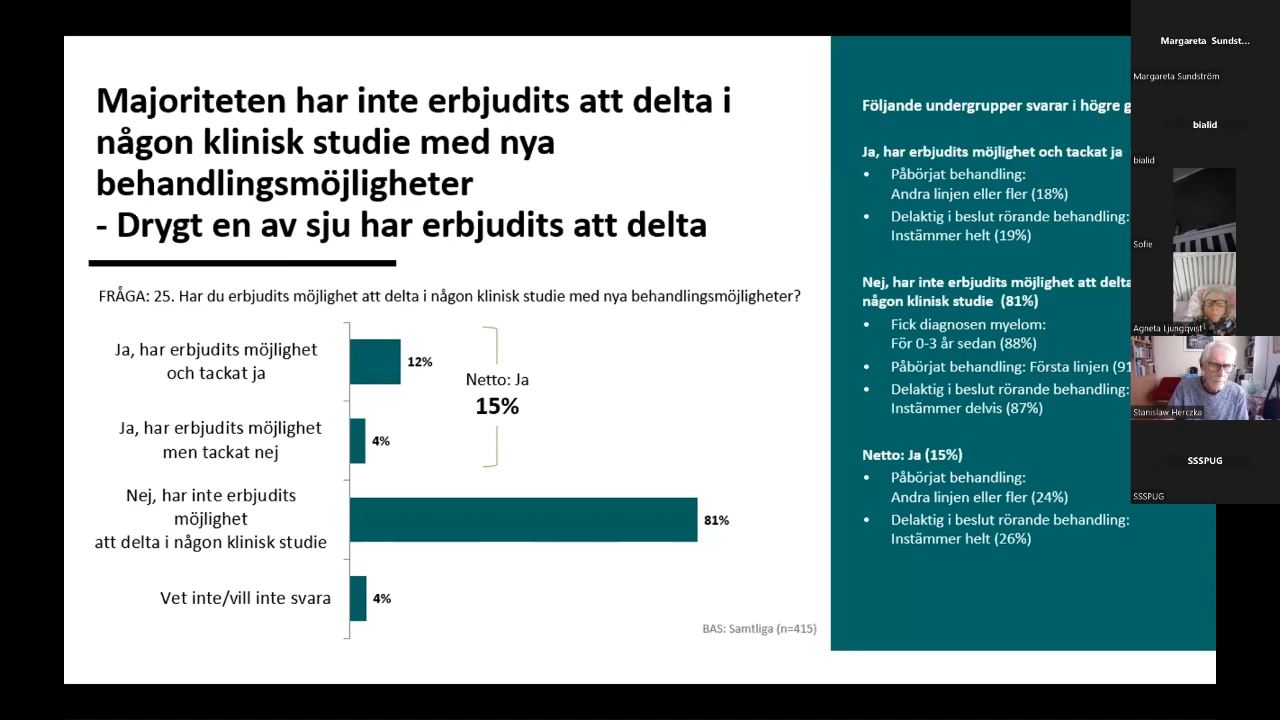 Majoriteten har inte erbjudits att delta i
någon klinisk studie med nya
behandlingsmöjligheter
- Drygt en av sju har erbjudits att delta
FRÅGA: 25. Har du erbjudits möjlighet att delta i någon klinisk studie med nya behandlingsmöjligheter?
Ja, har erbjudits möjlighet
och tackat ja
12%
Ja, har erbjudits möjlighet
men tackat nej
4%
Netto: Ja
15%
Nej, har inte erbjudits
möjlighet
att delta i någon klinisk studie
81%
Vet inte/vill inte svara
4%
BAS: Samtliga (n=415)
Följande undergrupper svarar i högre g
Ja, har erbjudits möjlighet och tackat ja
• Påbörjat behandling:
Andra linjen eller fler (18%)
• Delaktig i beslut rörande behandling:
Instämmer helt (19%)
Nej, har inte erbjudits möjlighet att delta
någon klinisk studie (81%)
• Fick diagnosen myelom:
För 0-3 år sedan (88%)
• Påbörjat behandling: Första linjen (91
• Delaktig i beslut rörande behandling:
Instämmer delvis (87%)
Netto: Ja (15%)
• Påbörjat behandling:
Andra linjen eller fler (24%)
• Delaktig i beslut rörande behandling:
Instämmer helt (26%)
Margareta Sundst...
Margareta Sundström
bialid
bialid
Sofie
Agneta Ljungqvist
Stanislaw Herczka
SSSPUG
SSSPUG